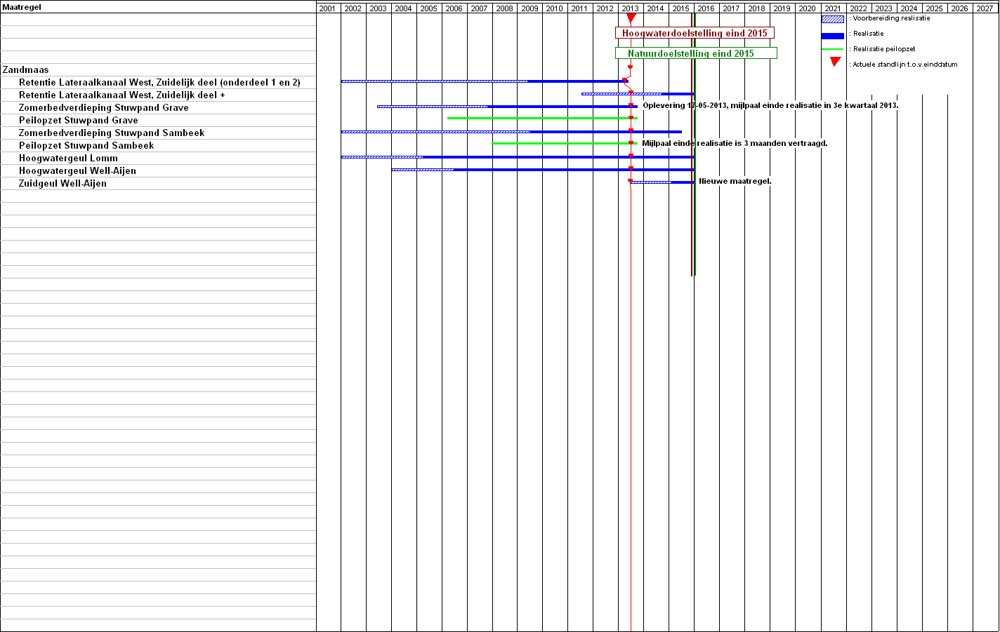 Maatregel 2001 2002 2003 2004 2005 2006 2007 2008 2009 2010 2011 2012 2013 2014 2015 2016 2017 2018 2019 2020 2021 2022 2023 2024 2025 2026 2027
: Voorbereiding realisatie
Hoogwaterdoelstelling eind 2015
: Realisatie
: Realisatie peilopzet
Natuurdoelstelling eind 2015
: Actuele standlijn t.o.v.einddatum
Zandmaas
Retentie Lateraalkanaal West, Zuidelijk deel (onderdeel 1 en 2)
Retentie Lateraalkanaal West, Zuidelijk deel +
Zomerbedverdieping Stuwpand Grave
Oplevering 17-05-2013, mijlpaal einde realisatie in 3e kwartaal 2013.
Peilopzet Stuwpand Grave
Zomerbedverdieping Stuwpand Sambeek
Peilopzet Stuwpand Sambeek
Mijlpaal einde realisatie is 3 maanden vertraagd.
Hoogwatergeul Lomm
Hoogwatergeul Well-Aijen
Zuidgeul Well-Aijen
Nieuwe maatregel.